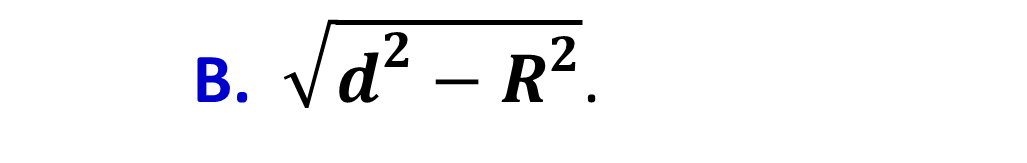 B. √(d² − R²).